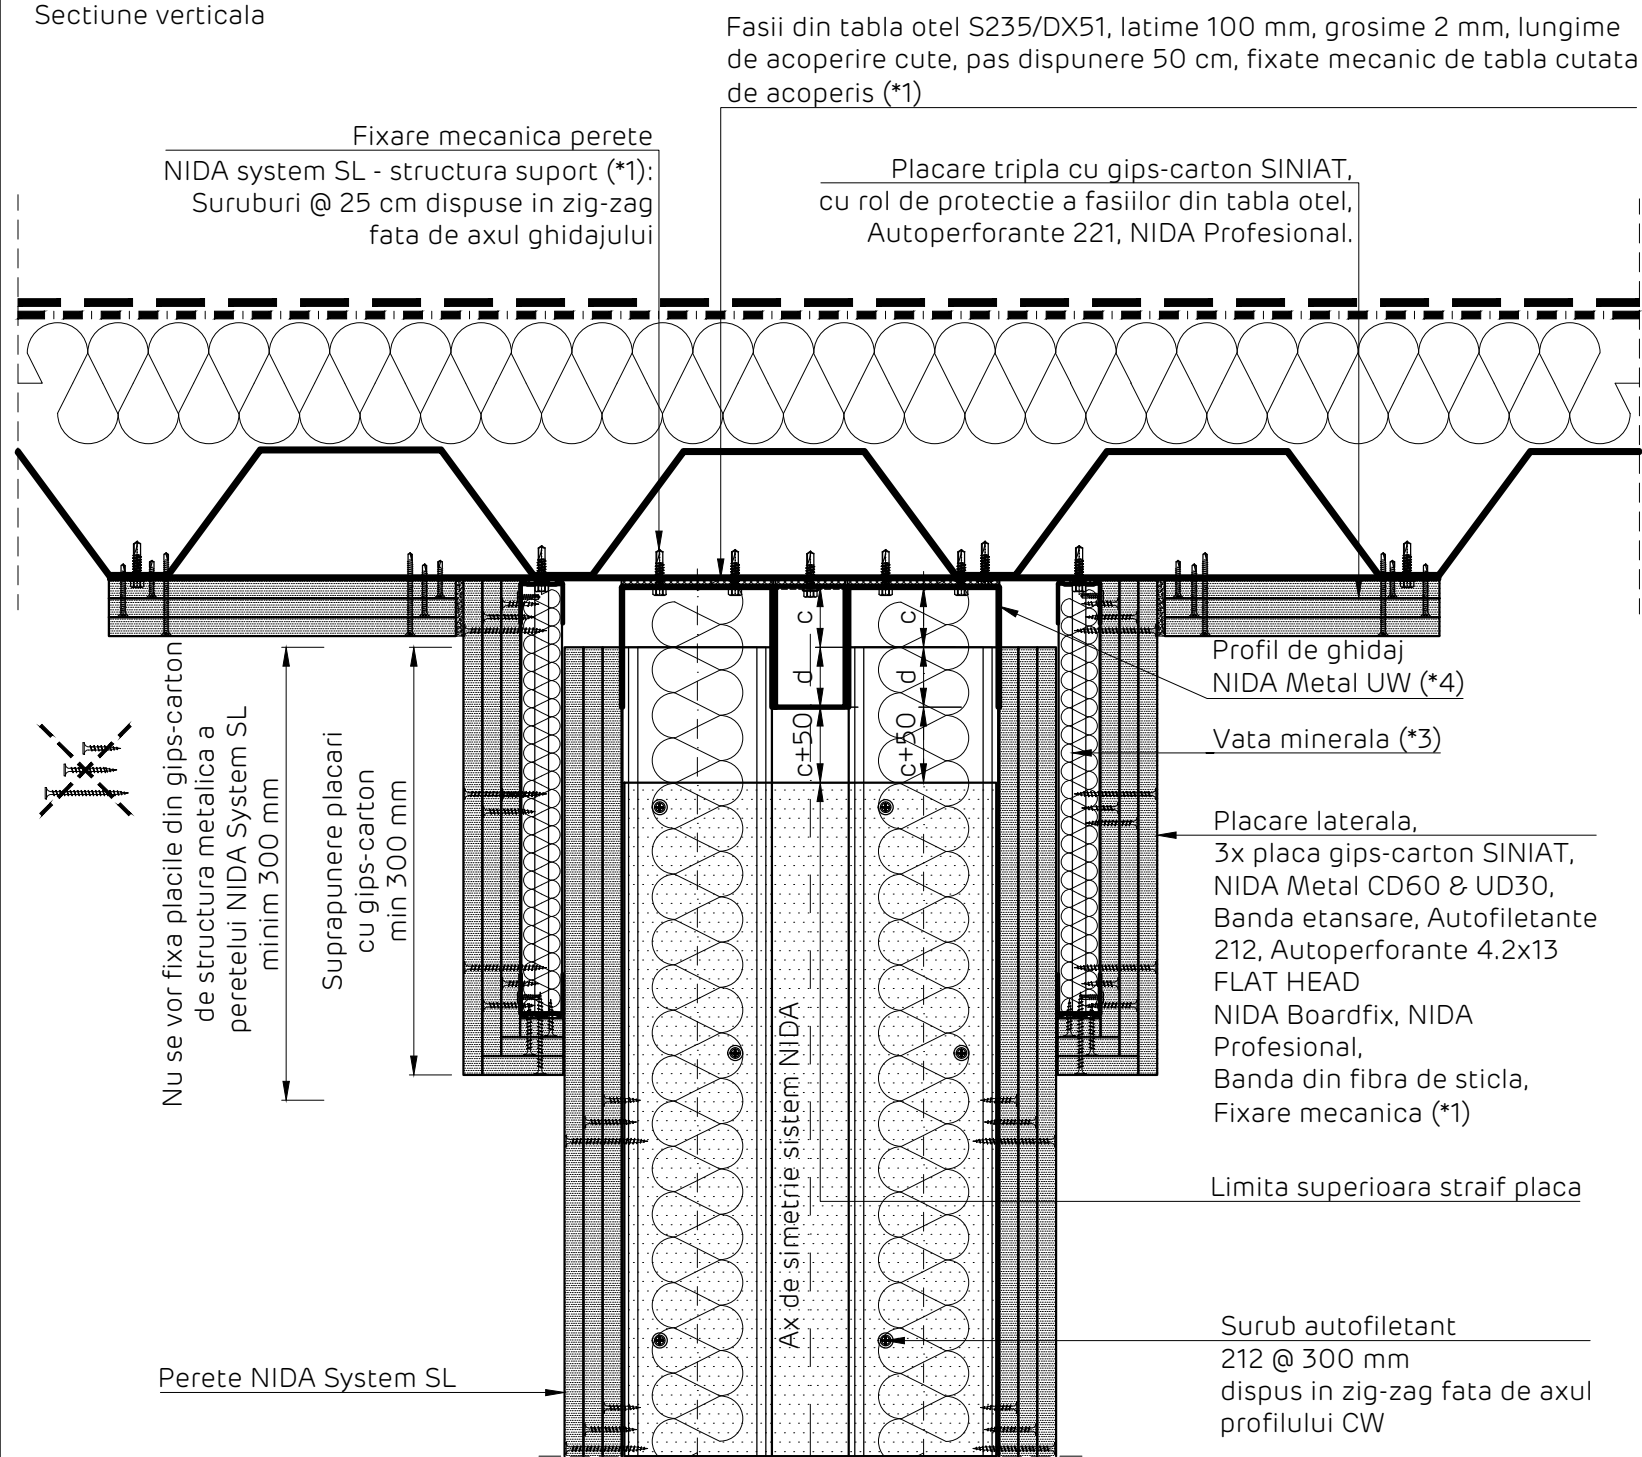 Sectiune verticala
Fasii din tabla otel S235/DX51, latime 100 mm, grosime 2 mm, lungime
de acoperire cute, pas dispunere 50 cm, fixate mecanic de tabla cutata
de acoperis (*1)
Fixare mecanica perete
NIDA system SL - structura suport (*1):
Suruburi @ 25 cm dispuse in zig-zag
fata de axul ghidajului
Placare tripla cu gips-carton SINIAT,
cu rol de protectie a fasiilor din tabla otel,
Autoperforante 221, NIDA Profesional.
c
d
c+50
c
d
c+50
Profil de ghidaj
NIDA Metal UW (*4)
Vata minerala (*3)
Placare laterala,
3x placa gips-carton SINIAT,
NIDA Metal CD60 & UD30,
Banda etansare, Autofiletante
212, Autoperforante 4.2x13
FLAT HEAD
NIDA Boardfix, NIDA
Profesional,
Banda din fibra de sticla,
Fixare mecanica (*1)
Nu se vor fixa placile din gips-carton
de structura metalica a
peretelui NIDA System SL
minim 300 mm
Suprapunere placari
cu gips-carton
min 300 mm
Ax de simetrie sistem NIDA
Limita superioara straif placa
Surub autofiletant
212 @ 300 mm
dispus in zig-zag fata de axul
profilului CW
Perete NIDA System SL